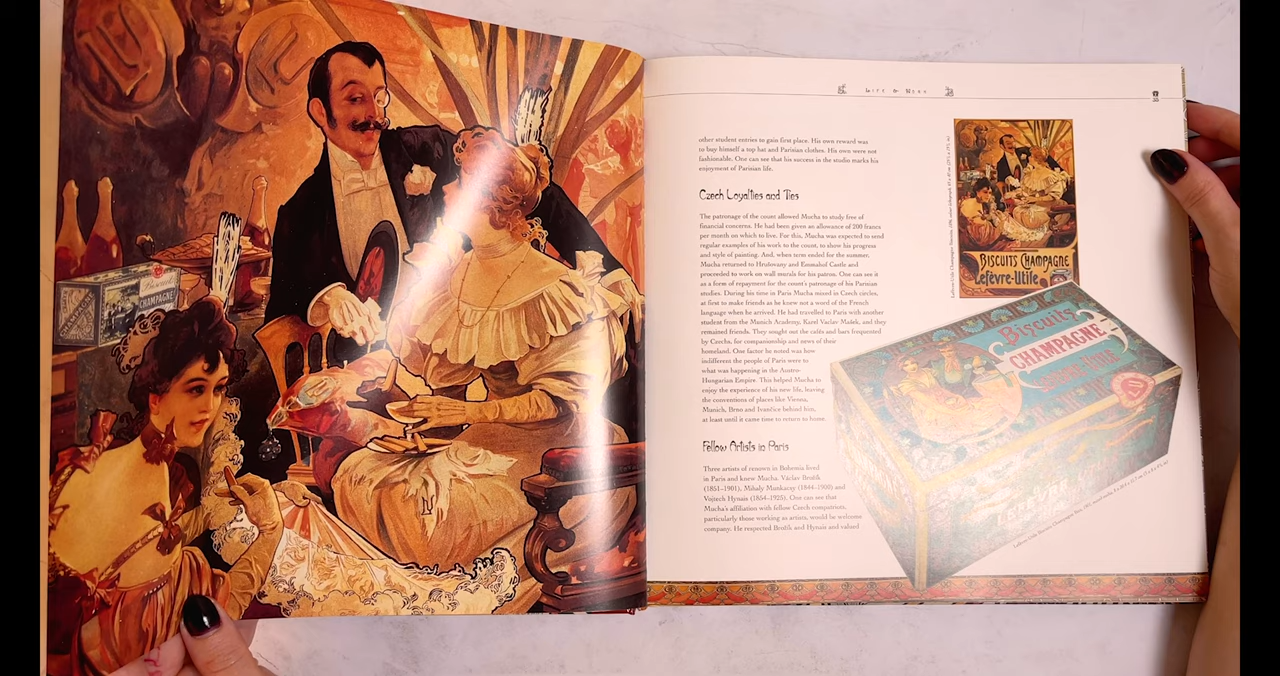 CHAMPAGNE
LIFE & WORK
35
other student entries to gain first place. His own reward was
to buy himself a top hat and Parisian clothes. His own were not
fashionable. One can see that his success in the studio marks his
enjoyment of Parisian life.
Czech Loyalties and Ties
The patronage of the count allowed Mucha to study free of
financial concerns. He had been given an allowance of 200 francs
per month on which to live. For this, Mucha was expected to send
regular examples of his work to the count, to show his progress
and style of painting. And, when term ended for the summer,
Mucha returned to Hrušovany and Emmahof Castle and
proceeded to work on wall murals for his patron. One can see it
as a form of repayment for the count's patronage of his Parisian
studies. During his time in Paris Mucha mixed in Czech circles,
at first to make friends as he knew not a word of the French
language when he arrived. He had travelled to Paris with another
student from the Munich Academy, Karel Vaclav Mašek, and they
remained friends. They sought out the cafés and bars frequented
by Czechs, for companionship and news of their
homeland. One factor he noted was how
indifferent the people of Paris were to
what was happening in the Austro-
Hungarian Empire. This helped Mucha to
enjoy the experience of his new life, leaving
the conventions of places like Vienna,
Munich, Brno and Ivančice behind him,
at least until it came time to return to home.
Fellow Artists in Paris
Three artists of renown in Bohemia lived
in Paris and knew Mucha. Václav Brožík
(1851–1901), Mihaly Munkacsy (1844–1900) and
Vojtech Hynais (1854–1925). One can see that
Mucha's affiliation with fellow Czech compatriots,
particularly those working as artists, would be welcome
company. He respected Brožík and Hynais and valued
BISCUITS CHAMPAGNE
LEFÈVRE-UTILE
Biscuits
CHAMPAGNE